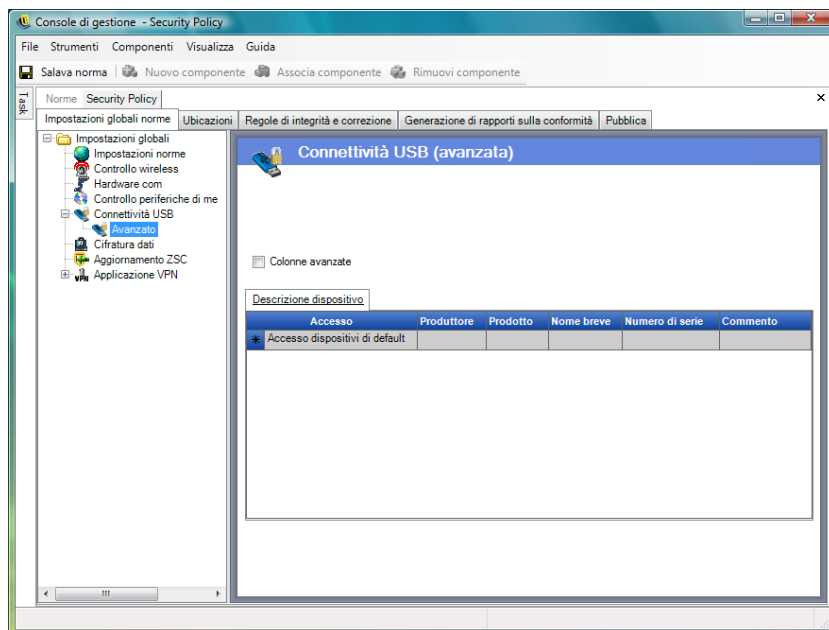 Console di gestione - Security Policy
File Strumenti Componenti Visualizza Guida
Salava norma Nuovo componente Associa componente Rimuovi componente
Task
Norme Security Policy
Impostazioni globali norme Ubicazioni Regole di integrità e correzione Generazione di rapporti sulla conformità Pubblica
Impostazioni globali
Impostazioni norme
Controllo wireless
Hardware com
Controllo periferiche di me
Connettività USB
Avanzato
Cifratura dati
Aggiornamento ZSC
Applicazione VPN
Connettività USB (avanzata)
Colonne avanzate
Descrizione dispositivo
Accesso Produttore Prodotto Nome breve Numero di serie Commento
Accesso dispositivi di default